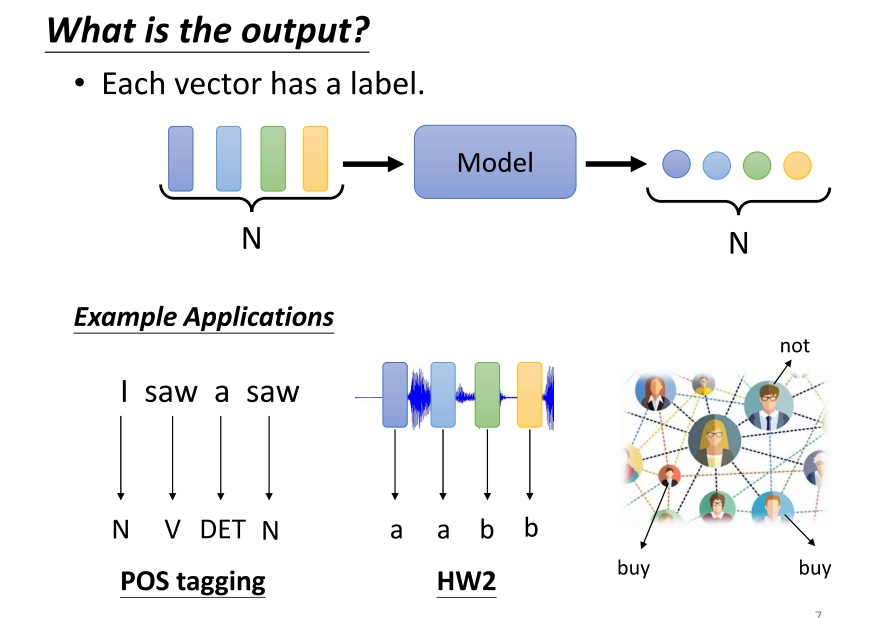 What is the output?
• Each vector has a label.
Model
N
N
Example Applications
I saw a saw
N V DET N
POS tagging
a a b b
HW2
not
buy
buy
7